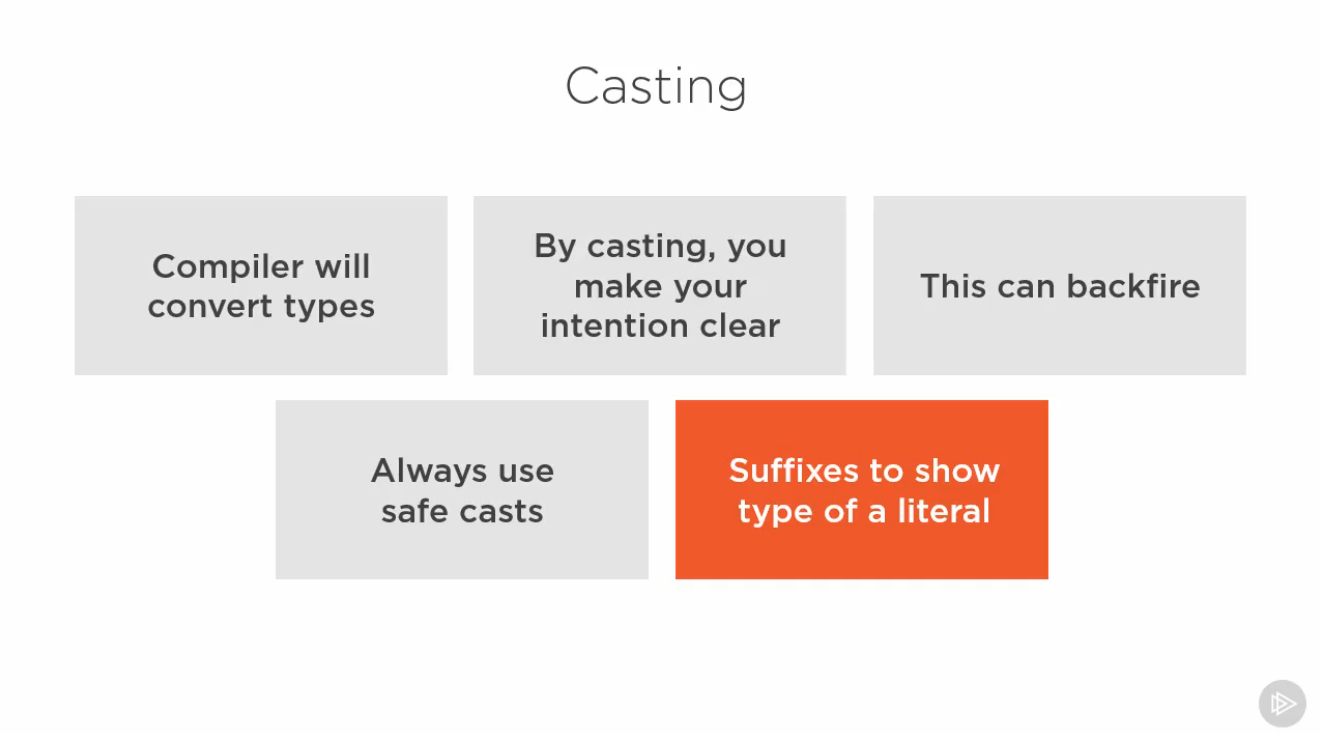 Casting
Compiler will
convert types
By casting, you
make your
intention clear
This can backfire
Always use
safe casts
Suffixes to show
type of a literal